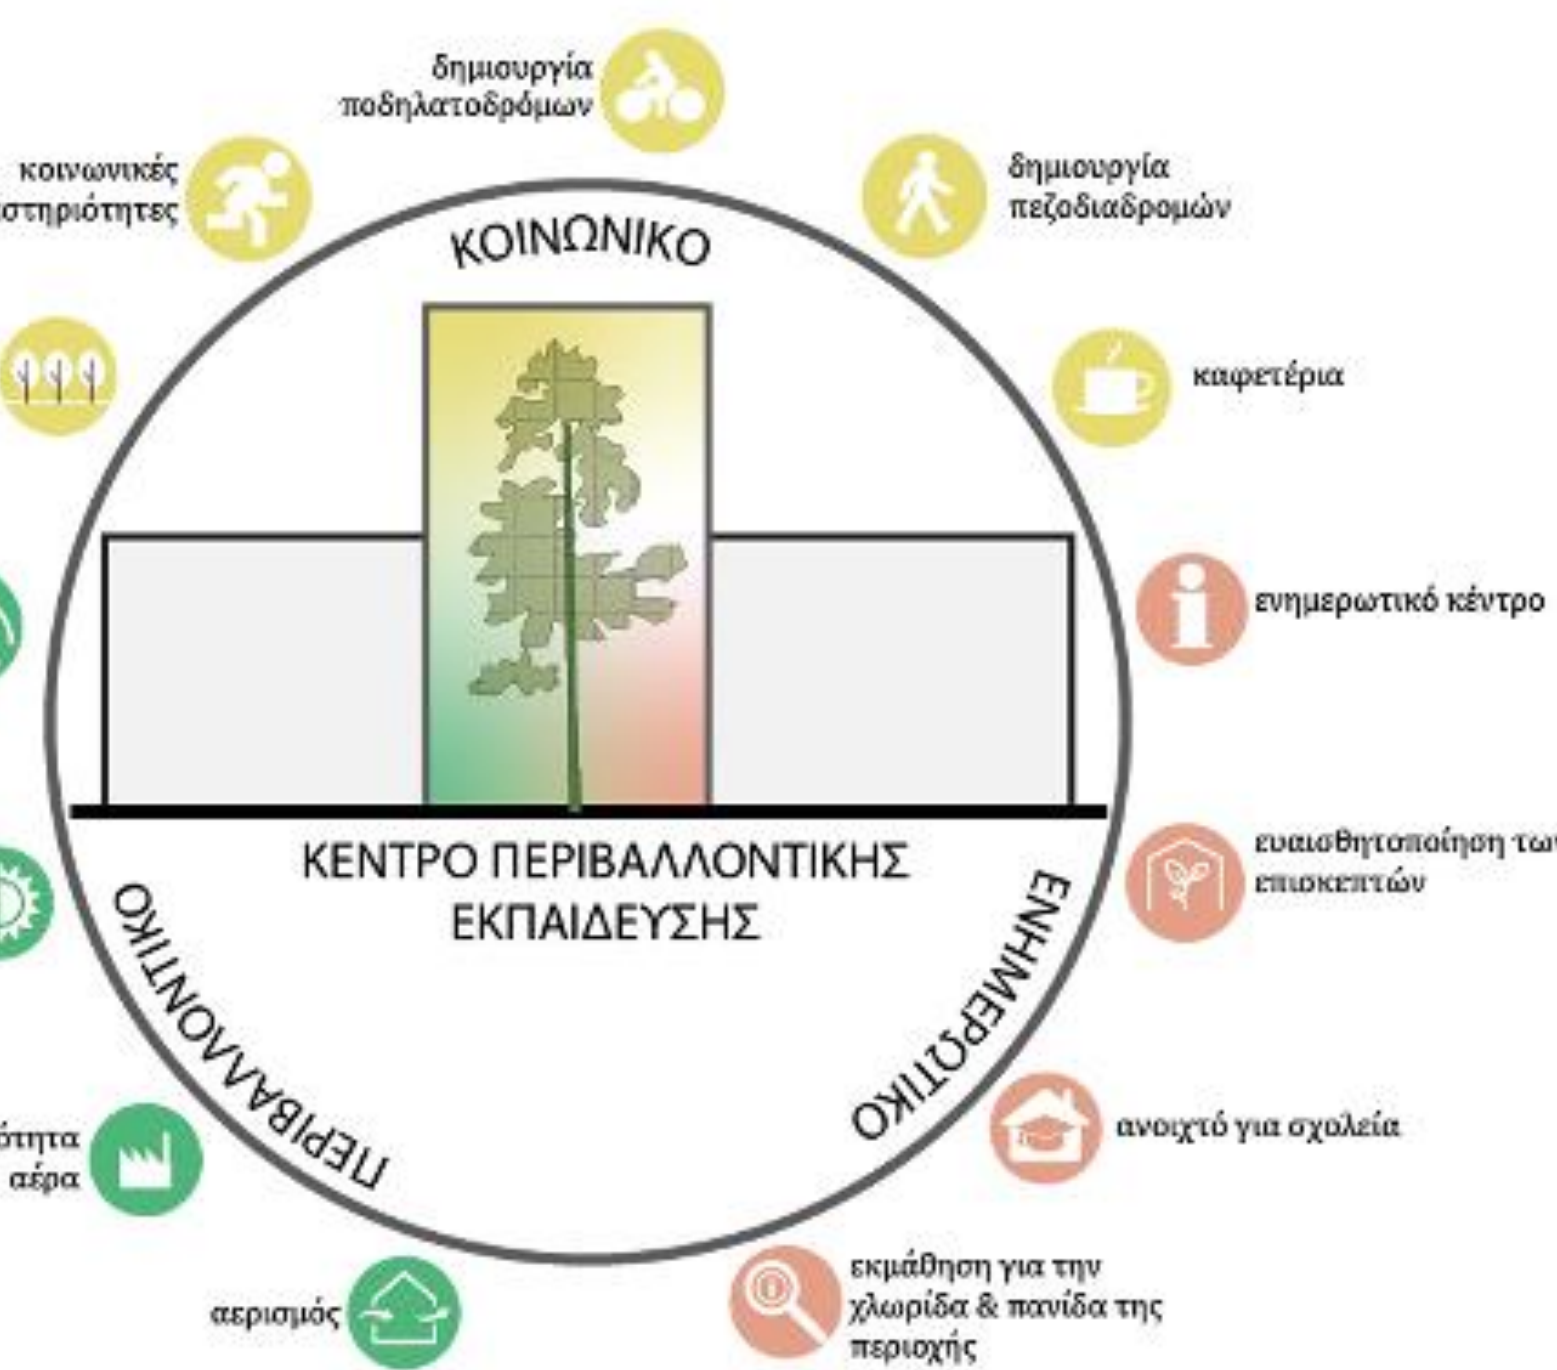 δημιουργία
ποδηλατοδρόμων
κοινωνικές
δημιουργία
πεζοδιαδρομών
ΚΟΙΝΩΝΙΚΟ
καφετέρια
ενημερωτικό κέντρο
ευαισθητοποίηση
επισκεπτών
ΚΕΝΤΡΟ ΠΕΡΙΒΑΛΛΟΝΤΙΚΗΣ
ΕΚΠΑΙΔΕΥΣΗΣ
ΠΕΡΙΒΑΛΛΟΝΤΙΚΟ
ΕΝΗΜΕΡΩΤΙΚΟ
αέρα
ανοιχτό για σχολεία
αερισμός
εκμάθηση για την
χλωρίδα & πανίδα της
περιοχής